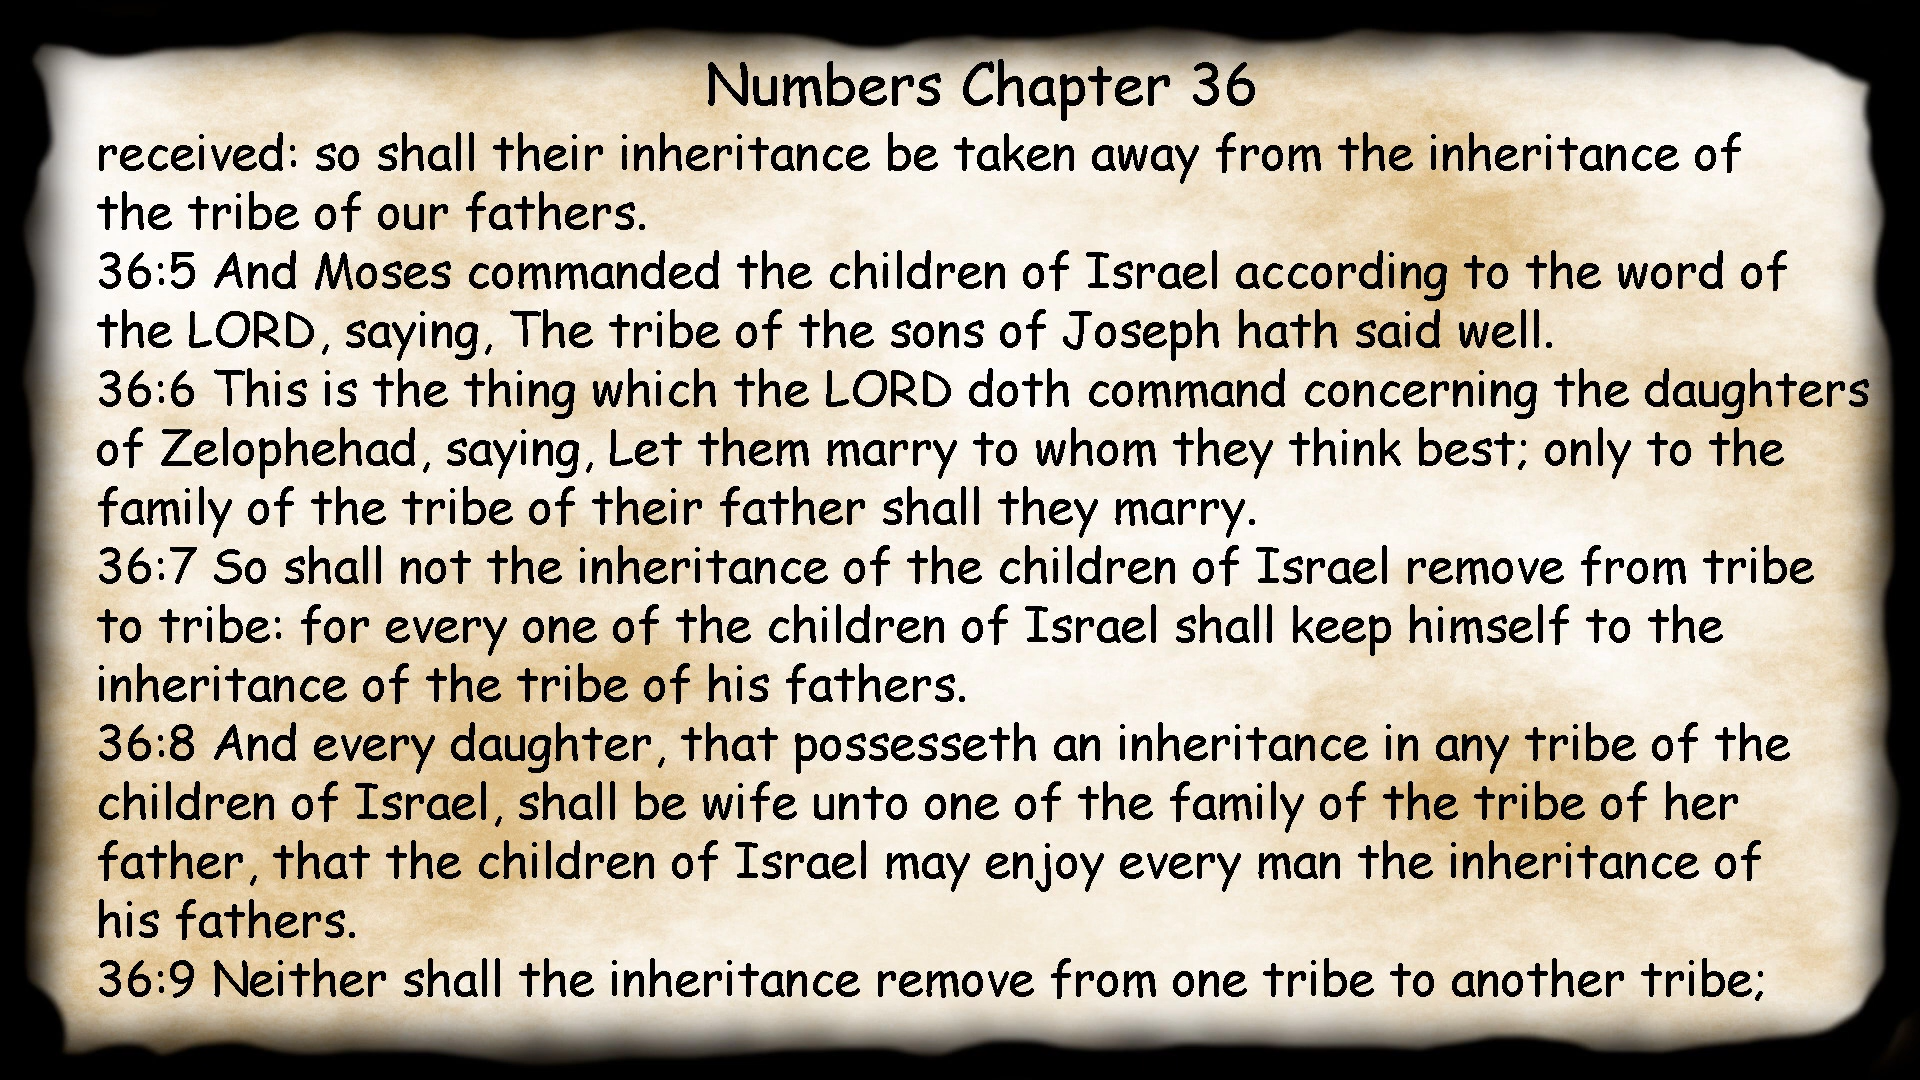 Numbers Chapter 36
received: so shall their inheritance be taken away from the inheritance of
the tribe of our fathers.
36:5 And Moses commanded the children of Israel according to the word of
the LORD, saying, The tribe of the sons of Joseph hath said well.
36:6 This is the thing which the LORD doth command concerning the daughters
of Zelophehad, saying, Let them marry to whom they think best; only to the
family of the tribe of their father shall they marry.
36:7 So shall not the inheritance of the children of Israel remove from tribe
to tribe: for every one of the children of Israel shall keep himself to the
inheritance of the tribe of his fathers.
36:8 And every daughter, that possesseth an inheritance in any tribe of the
children of Israel, shall be wife unto one of the family of the tribe of her
father, that the children of Israel may enjoy every man the inheritance of
his fathers.
36:9 Neither shall the inheritance remove from one tribe to another tribe;